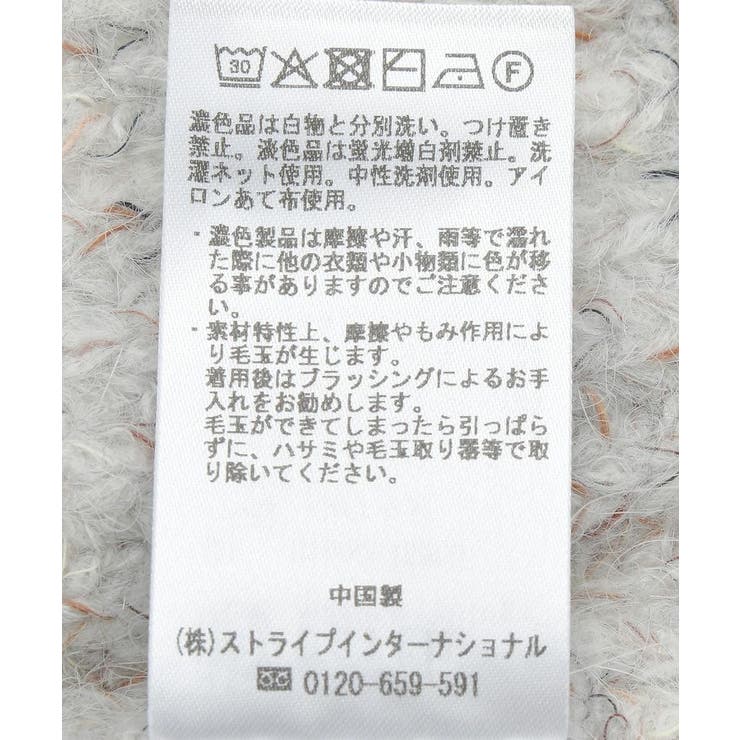 30 F
濃色品は白物と分別洗い。つけ置き
禁止。淡色品は蛍光増白剤禁止。洗
濯ネット使用。中性洗剤使用。アイ
ロンあて布使用。
・濃色製品は摩擦や汗、雨等で濡れ
た際に他の衣類や小物類に色が移
る事がありますのでご注意くださ
い。
・素材特性上、摩擦やもみ作用によ
り毛玉が生じます。
着用後はブラッシングによるお手
入れをお勧めします。
毛玉ができてしまったら引っぱら
ずに、ハサミや毛玉取り器等で取
り除いてください。
中国製
(株)ストライプインターナショナル
0120-659-591